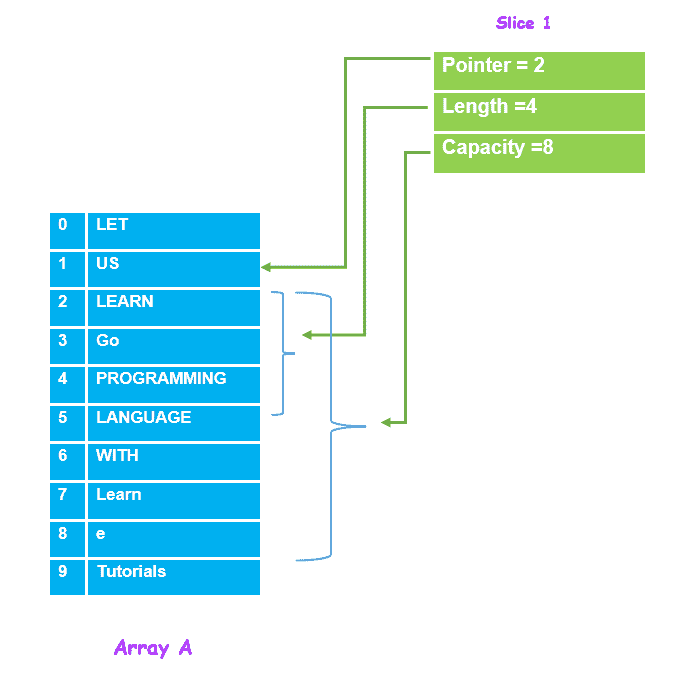 Slice 1
Pointer = 2
Length =4
Capacity =8
0 LET
1 US
2 LEARN
3 Go
4 PROGRAMMING
5 LANGUAGE
6 WITH
7 Learn
8 e
9 Tutorials
Array A